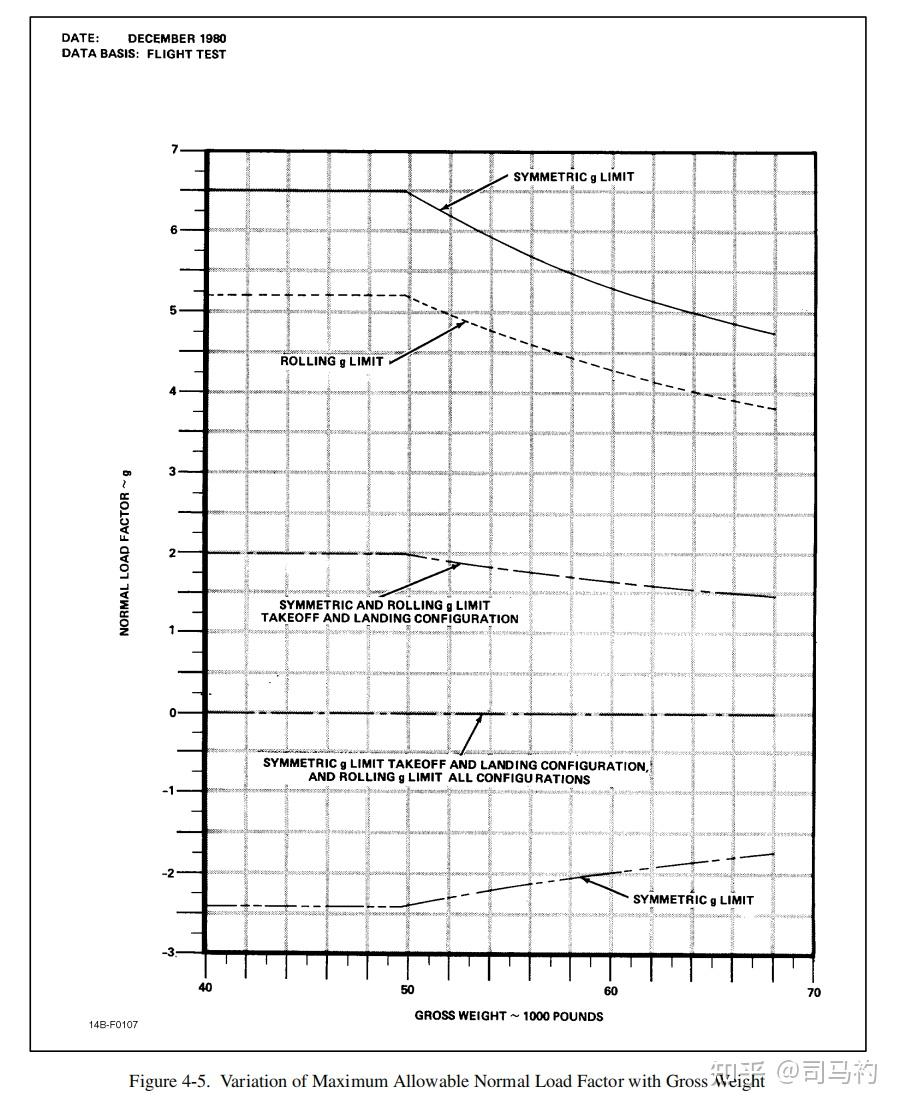 DATE: DECEMBER 1980
DATA BASIS: FLIGHT TEST
7
6
5
4
3
2
1
0
-1
-2
-3
NORMAL LOAD FACTOR ~ g
SYMMETRIC g LIMIT
ROLLING g LIMIT
SYMMETRIC AND ROLLING g LIMIT
TAKEOFF AND LANDING CONFIGURATION
SYMMETRIC g LIMIT TAKEOFF AND LANDING CONFIGURATION,
AND ROLLING g LIMIT ALL CONFIGURATIONS
SYMMETRIC g LIMIT
40 50 60 70
GROSS WEIGHT ~ 1000 POUNDS
14B-F0107
Figure 4-5. Variation of Maximum Allowable Normal Load Factor with Gross Weight
知乎 @司马杓